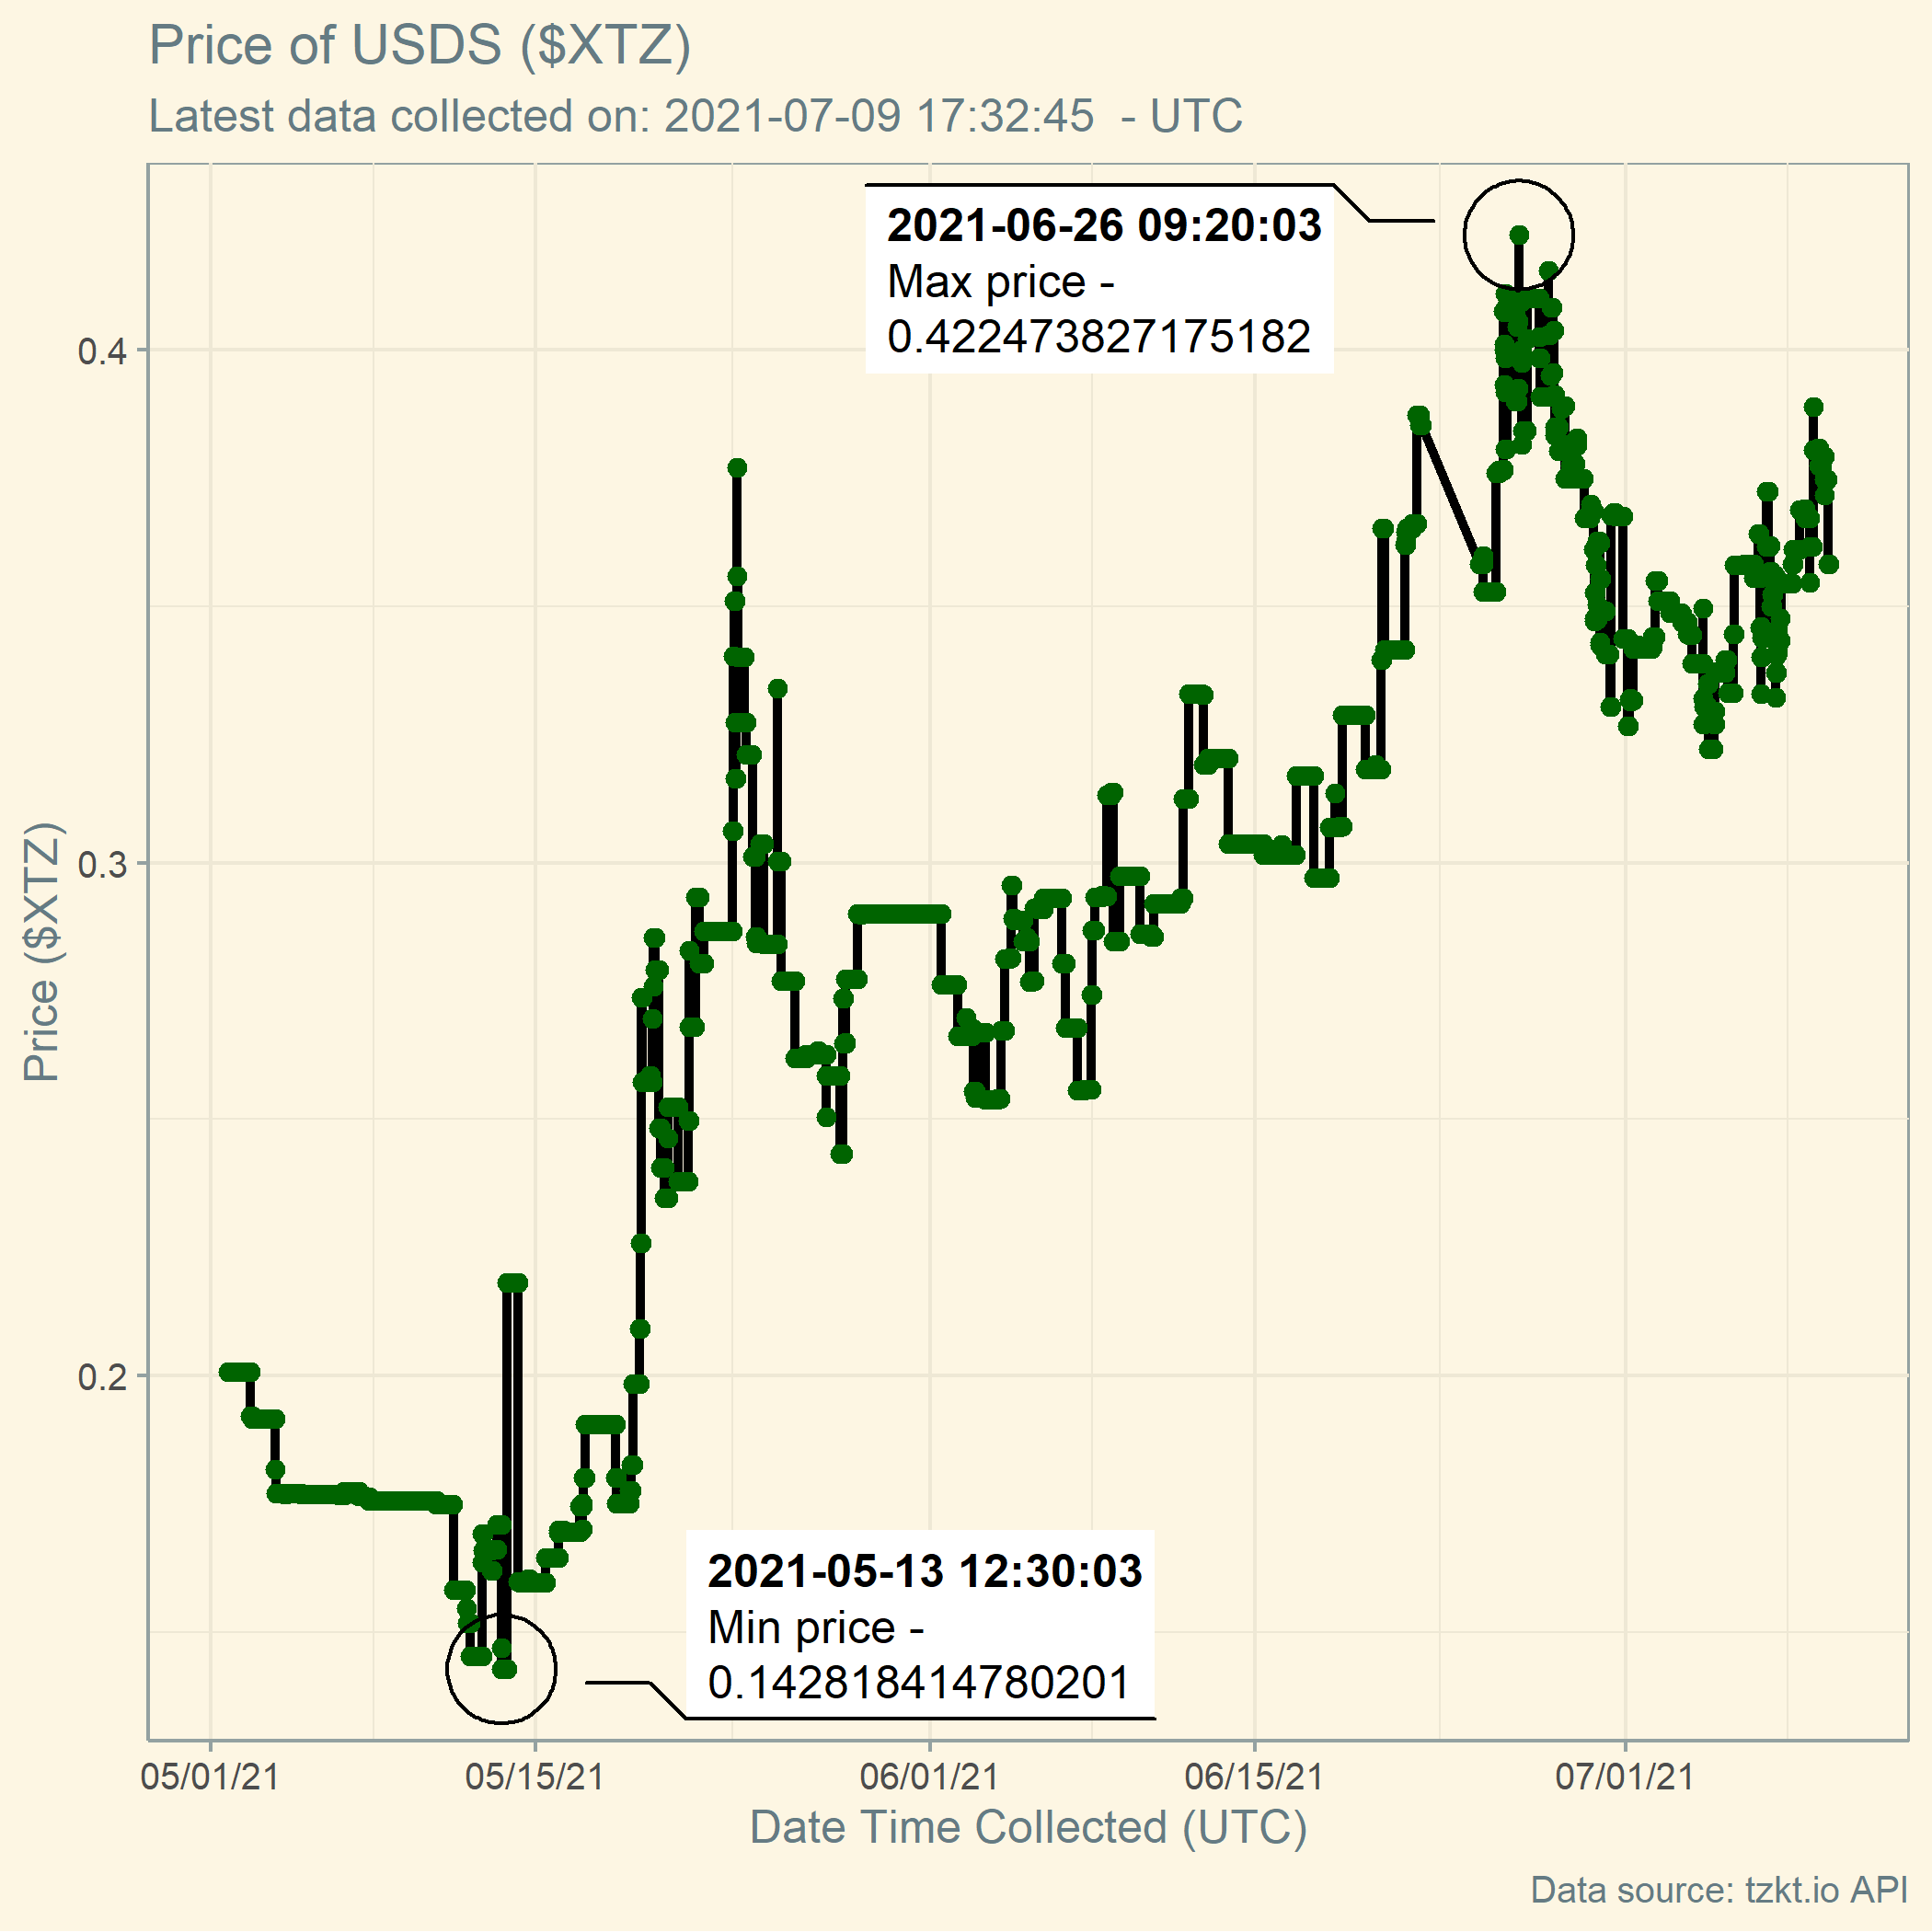 Price of USDS ($XTZ)
Latest data collected on: 2021-07-09 17:32:45  - UTC
2021-06-26 09:20:03
Max price -
0.422473827175182
0.4
0.3
0.2
Price ($XTZ)
2021-05-13 12:30:03
Min price -
0.142818414780201
05/01/21
05/15/21
06/01/21
06/15/21
07/01/21
Date Time Collected (UTC)
Data source: tzkt.io API